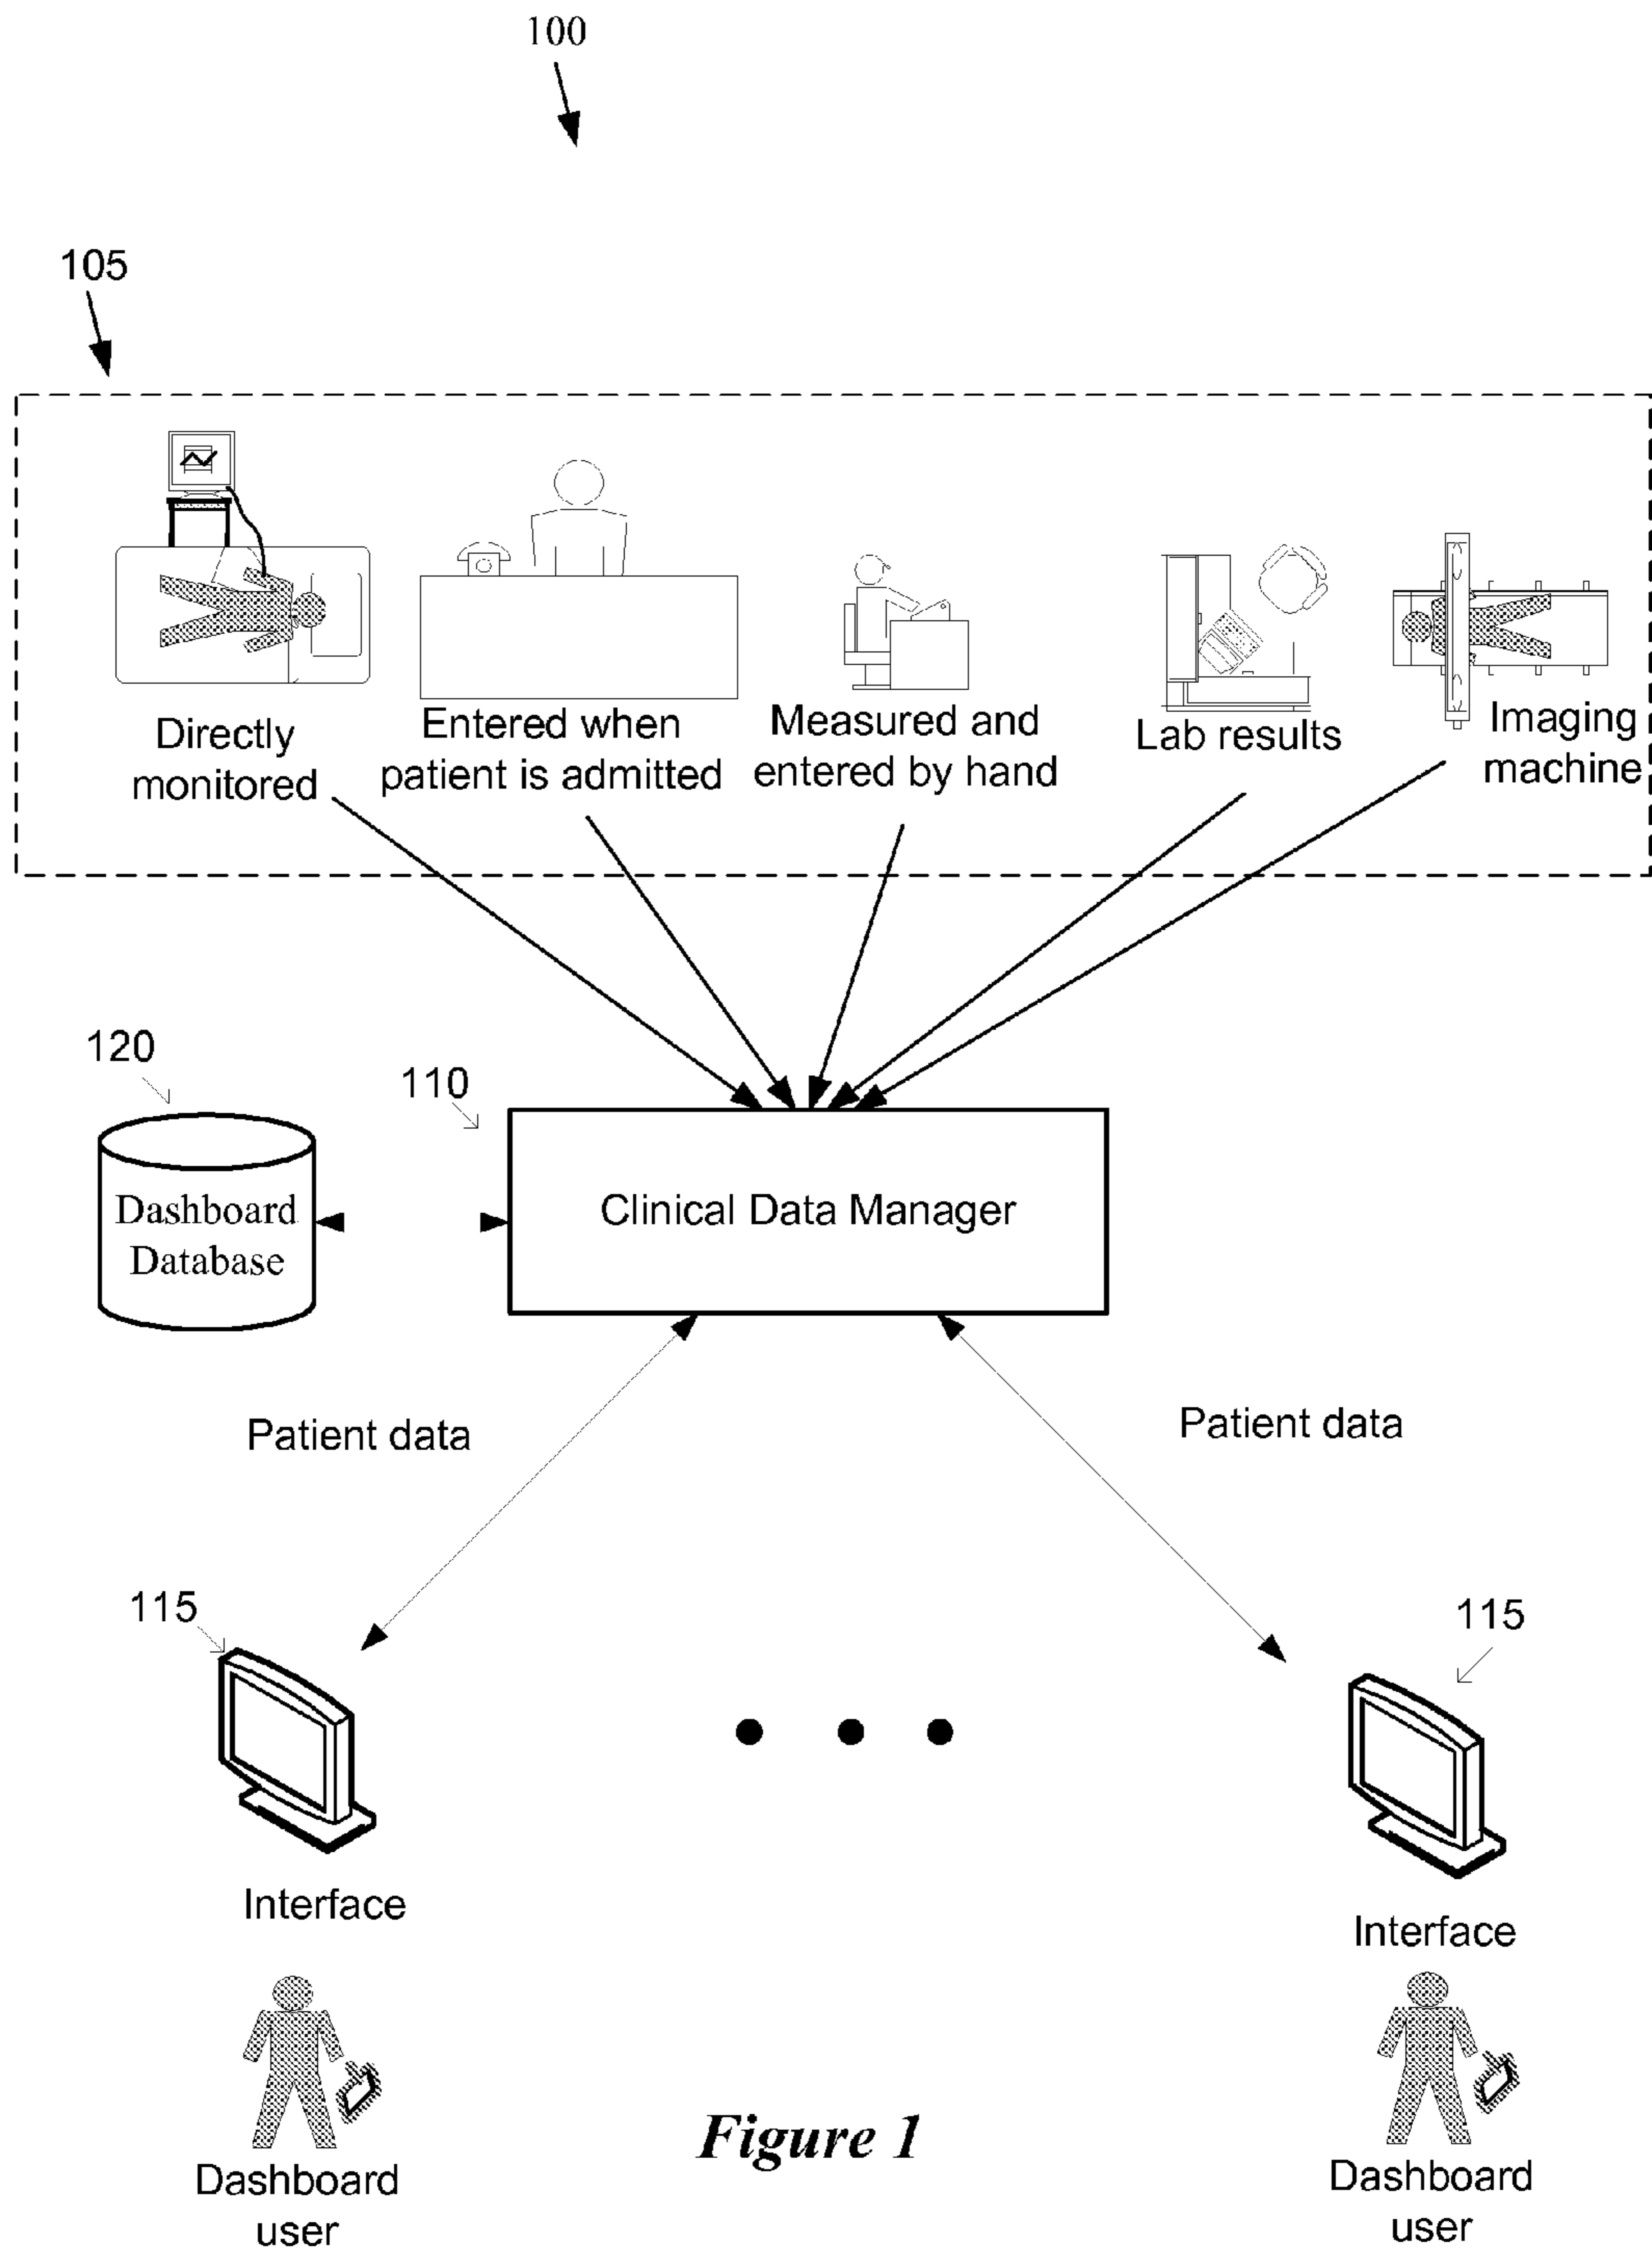 100
105
Directly
monitored
Entered when
patient is admitted
Measured and
entered by hand
Lab results
Imaging
machine
120
110
Dashboard
Database
Clinical Data Manager
Patient data
Patient data
115
115
Interface
Interface
Dashboard
user
Figure 1
Dashboard
user